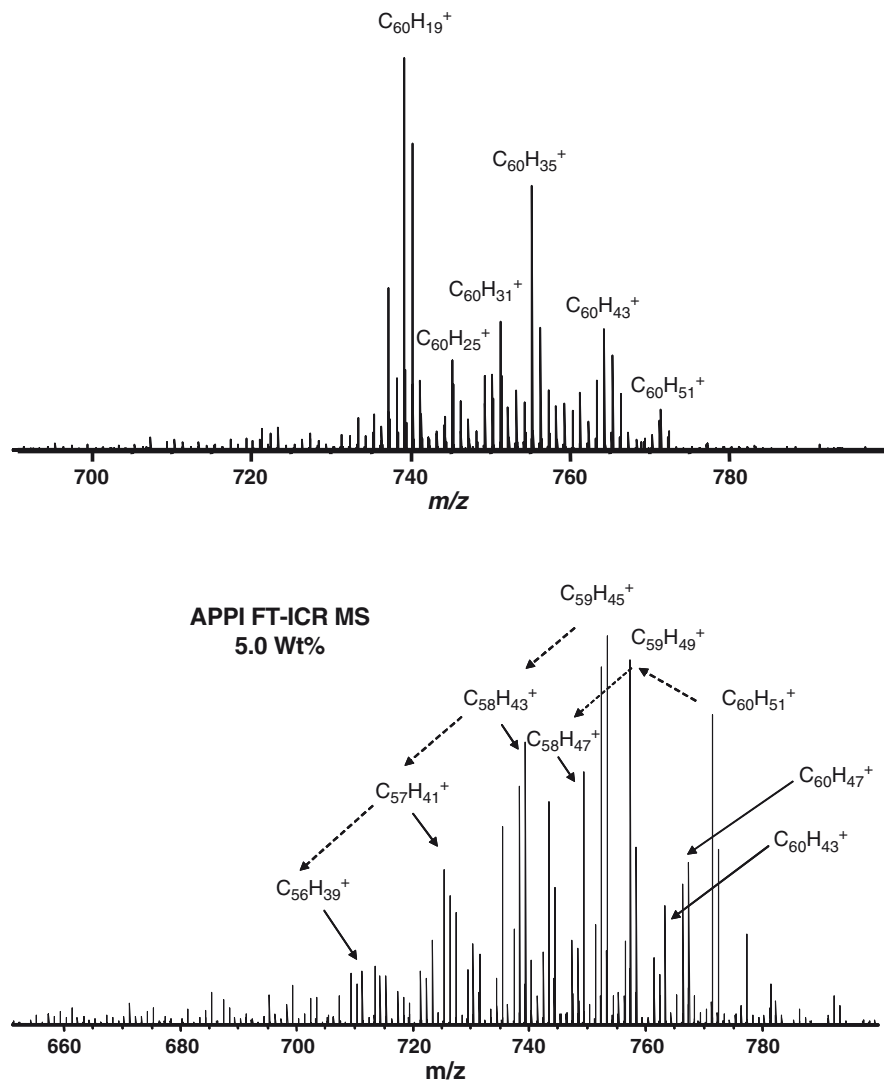 C₆₀H₁₉⁺
C₆₀H₃₅⁺
C₆₀H₃₁⁺
C₆₀H₄₃⁺
C₆₀H₂₅⁺
C₆₀H₅₁⁺
700 720 740 760 780
m/z
C₅₉H₄₅⁺
APPI FT-ICR MS
5.0 Wt%
C₅₉H₄₉⁺
C₅₈H₄₃⁺
C₆₀H₅₁⁺
C₅₈H₄₇⁺
C₆₀H₄₇⁺
C₅₇H₄₁⁺
C₆₀H₄₃⁺
C₅₆H₃₉⁺
660 680 700 720 740 760 780
m/z